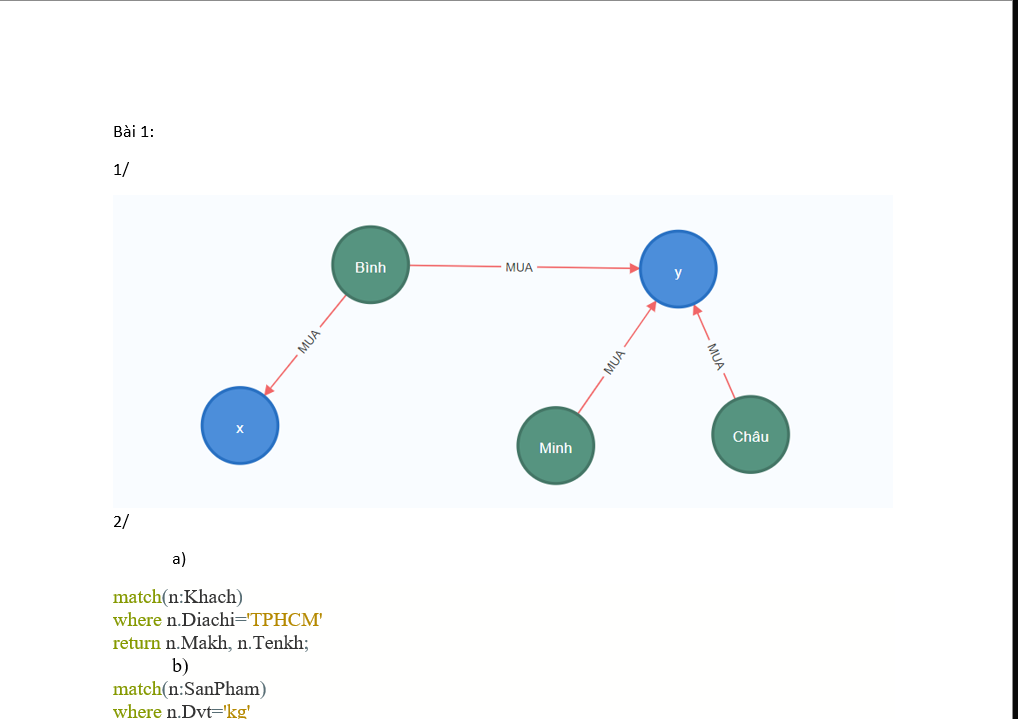 Bài 1:
1/
Bình
MUA
y
MUA
MUA
MUA
x
Minh
Châu
2/
a)
match(n:Khach)
where n.Diachi='TPHCM'
return n.Makh, n.Tenkh;
b)
match(n:SanPham)
where n.Dvt='kg'